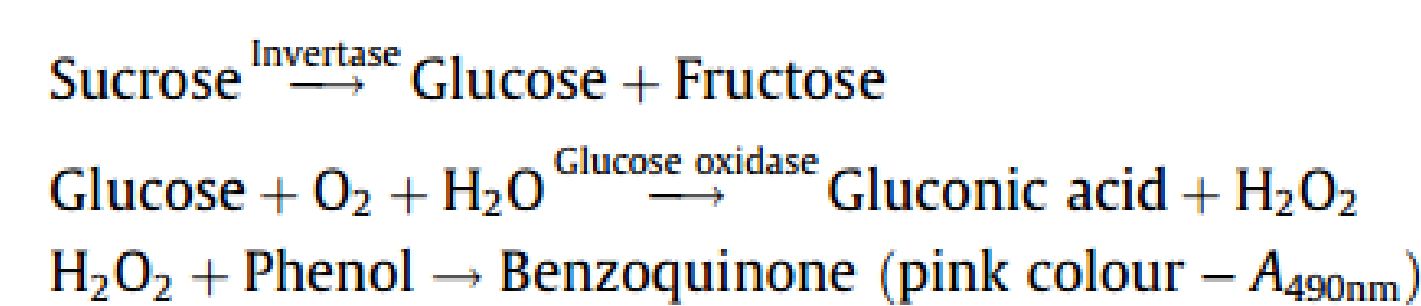 Sucrose Invertase⟶ Glucose + Fructose
Glucose + O₂ + H₂O Glucose oxidase⟶ Gluconic acid + H₂O₂
H₂O₂ + Phenol → Benzoquinone (pink colour – A₄₉₀ₙₘ)